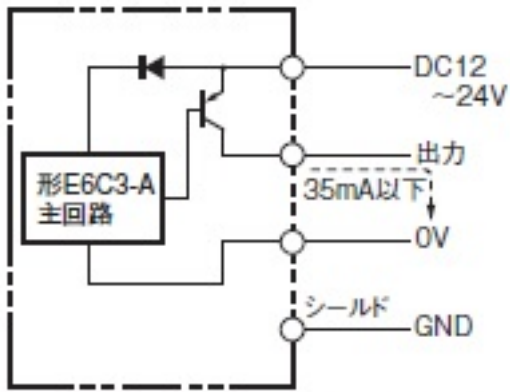 DC12
～24V
出力
形E6C3-A
主回路
35mA以下
0V
シールド
GND